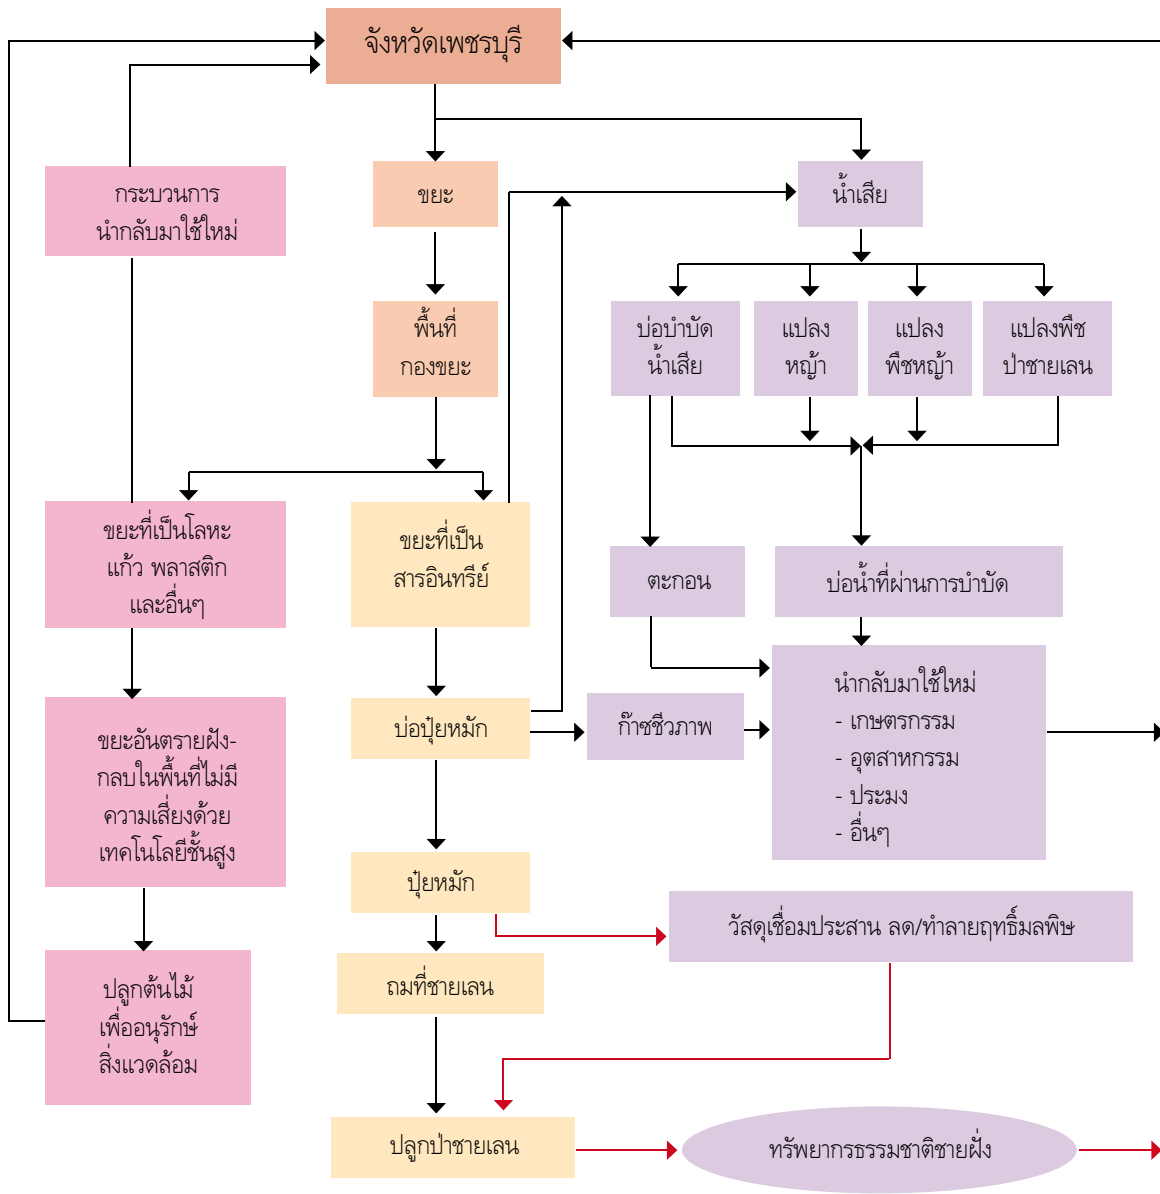 จังหวัดเพชรบุรี
กระบวนการ
นำกลับมาใช้ใหม่
ขยะ
น้ำเสีย
พื้นที่
กองขยะ
บ่อบำบัด
น้ำเสีย
แปลง
หญ้า
แปลง
พืชหญ้า
แปลงพืช
ป่าชายเลน
ขยะที่เป็นโลหะ
แก้ว พลาสติก
และอื่นๆ
ขยะที่เป็น
สารอินทรีย์
ตะกอน
บ่อน้ำที่ผ่านการบำบัด
ขยะอันตรายฝัง-
กลบในพื้นที่ไม่มี
ความเสี่ยงด้วย
เทคโนโลยีชั้นสูง
บ่อปุ๋ยหมัก
ก๊าซชีวภาพ
นำกลับมาใช้ใหม่
- เกษตรกรรม
- อุตสาหกรรม
- ประมง
- อื่นๆ
ปุ๋ยหมัก
วัสดุเชื่อมประสาน ลด/ทำลายฤทธิ์มลพิษ
ปลูกต้นไม้
เพื่ออนุรักษ์
สิ่งแวดล้อม
ถมที่ชายเลน
ปลูกป่าชายเลน
ทรัพยากรธรรมชาติชายฝั่ง